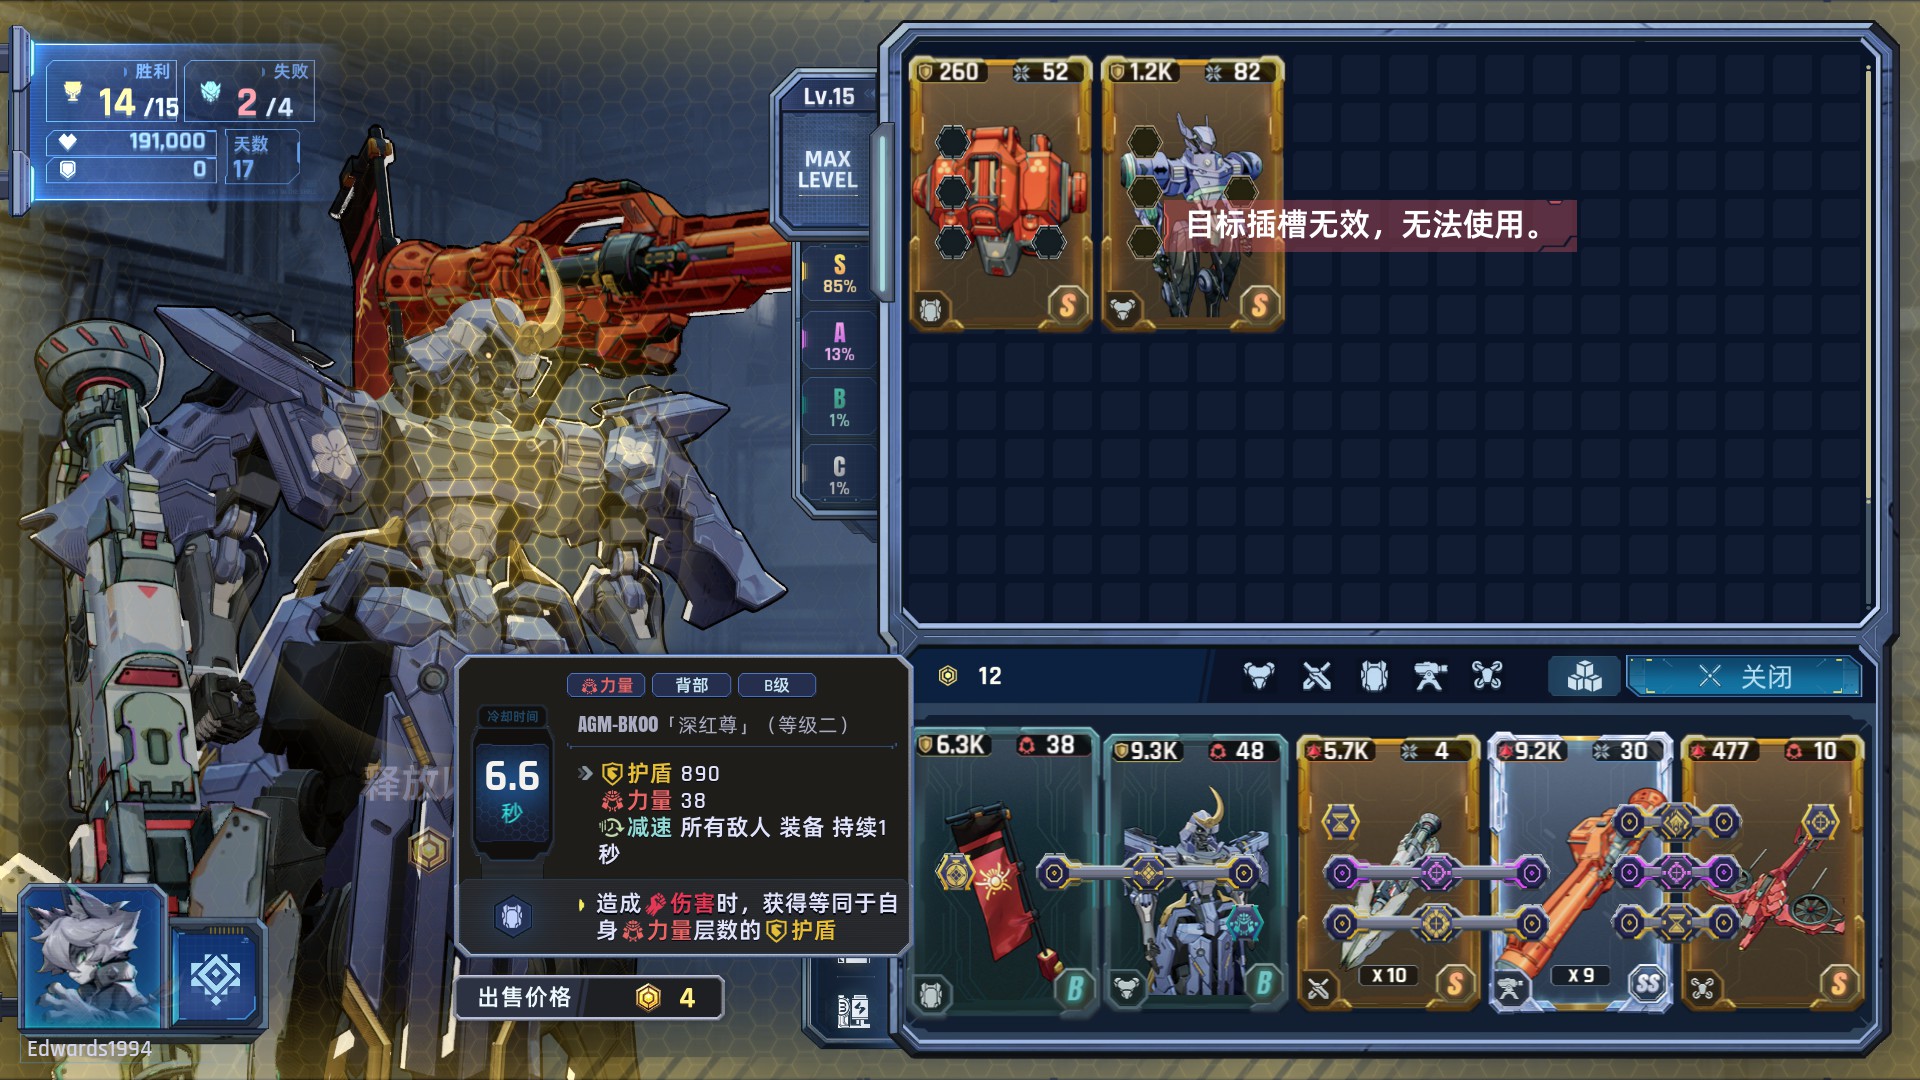 胜利
14 /15
失败
2 /4
191,000
0
天数
17
Lv.15
MAX
LEVEL
S
85%
A
13%
B
1%
C
1%
260
52
S
1.2K
82
S
目标插槽无效，无法使用。
12
关闭
力量
背部
B级
AGM-BK00「深红尊」（等级二）
冷却时间
6.6
秒
护盾 890
力量 38
减速 所有敌人 装备 持续1
秒
造成 伤害时，获得等同于自
身 力量层数的 护盾
出售价格
4
释放
6.3K
38
B
9.3K
48
B
5.7K
4
x10
S
9.2K
30
x9
SS
477
10
S
Edwards1994